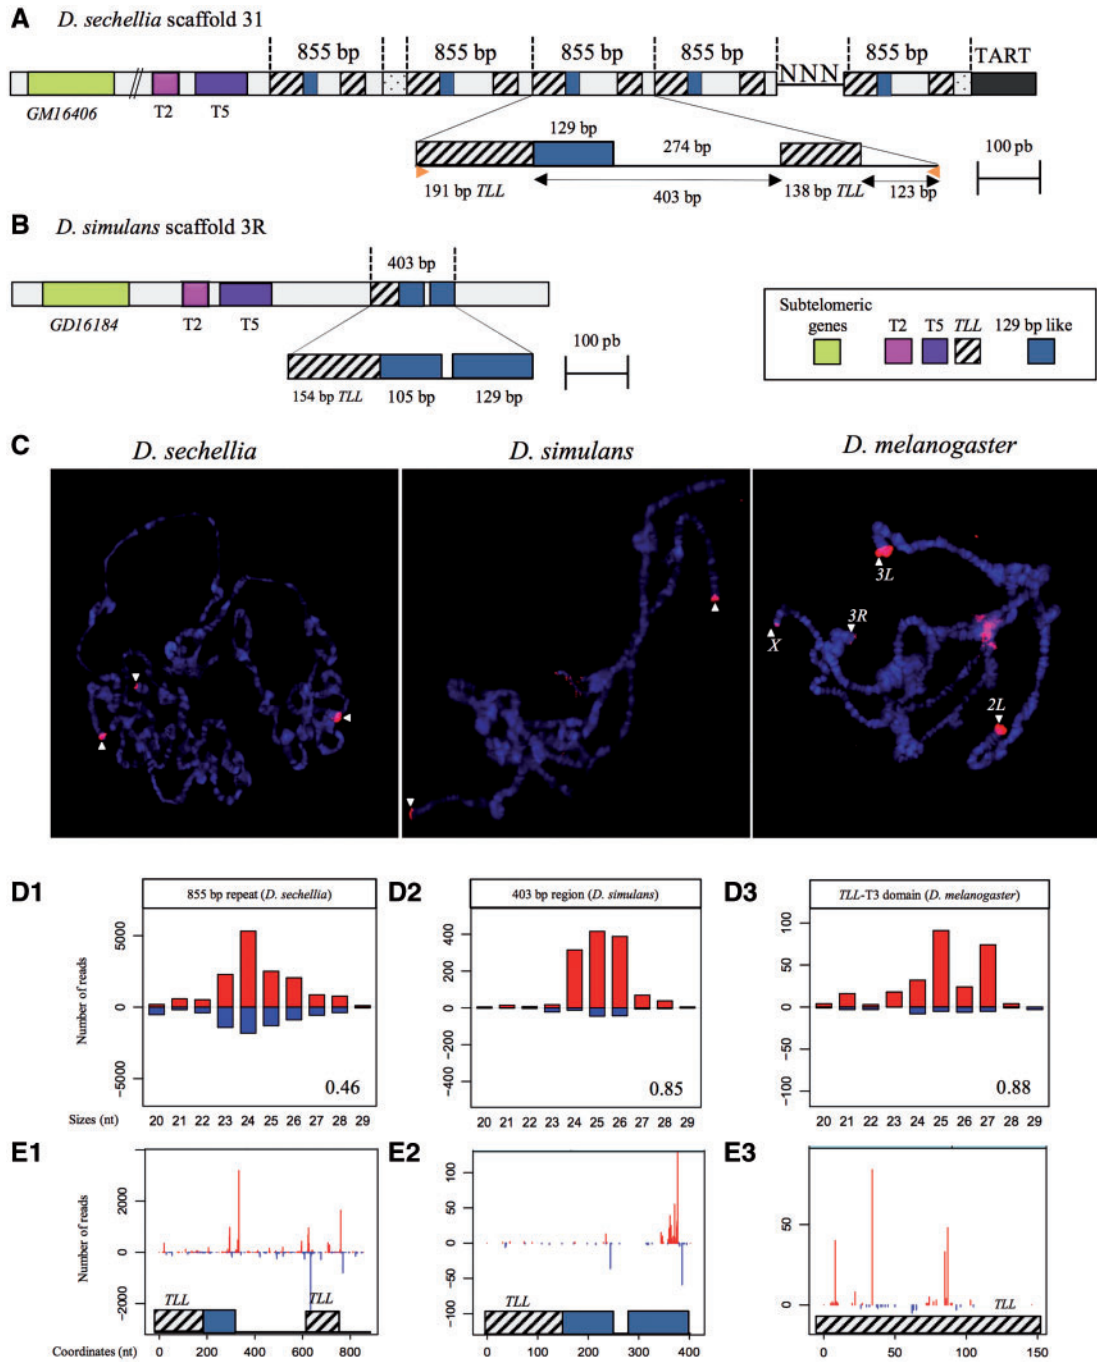 A D. sechellia scaffold 31
855 bp 855 bp 855 bp 855 bp 855 bp
NNN TART
GM16406 T2 T5
129 bp
274 bp
100 pb
191 bp TLL 403 bp 138 bp TLL 123 bp
B D. simulans scaffold 3R
403 bp
GD16184 T2 T5
100 pb
154 bp TLL 105 bp 129 bp
Subtelomeric genes T2 T5 TLL 129 bp like
C D. sechellia D. simulans D. melanogaster
3L
3R
X
2L
D1 855 bp repeat (D. sechellia)
Number of reads
5000
0
-5000
0.46
Sizes (nt) 20 21 22 23 24 25 26 27 28 29
D2 403 bp region (D. simulans)
400
200
0
-200
-400
0.85
20 21 22 23 24 25 26 27 28 29
D3 TLL-T3 domain (D. melanogaster)
100
50
0
-50
-100
0.88
20 21 22 23 24 25 26 27 28 29
E1
Number of reads
2000
0
-2000
TLL TLL
Coordinates (nt) 0 200 400 600 800
E2
100
50
0
-50
-100
TLL
0 100 200 300 400
E3
50
0
TLL
0 50 100 150